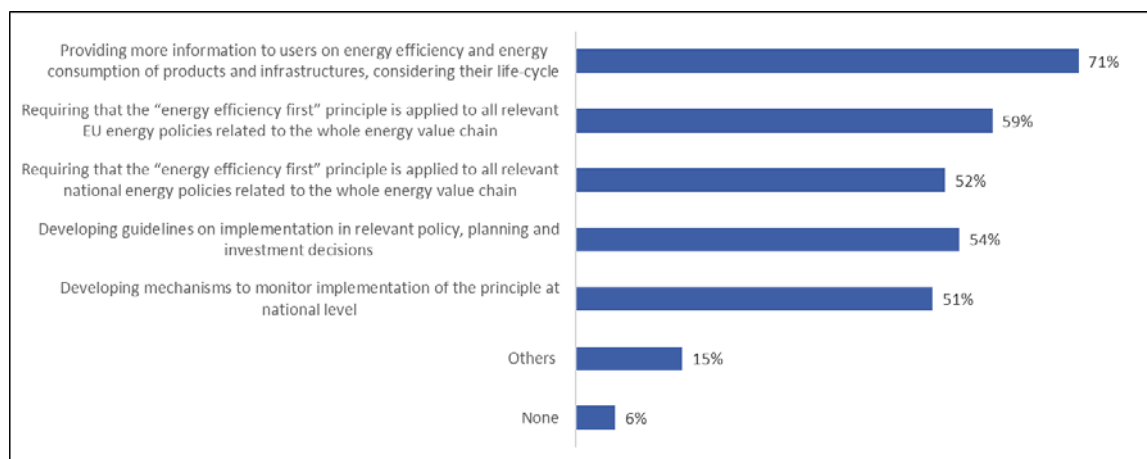 Providing more information to users on energy efficiency and energy
consumption of products and infrastructures, considering their life-cycle
71%
Requiring that the “energy efficiency first” principle is applied to all relevant
EU energy policies related to the whole energy value chain
59%
Requiring that the “energy efficiency first” principle is applied to all relevant
national energy policies related to the whole energy value chain
52%
Developing guidelines on implementation in relevant policy, planning and
investment decisions
54%
Developing mechanisms to monitor implementation of the principle at
national level
51%
Others
15%
None
6%